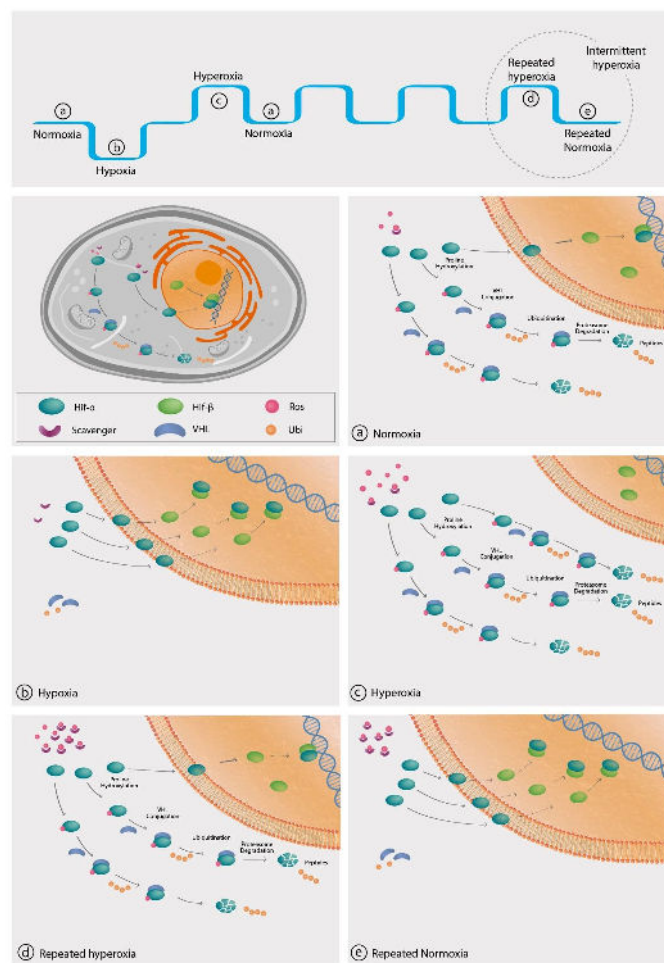 Hyperoxia
Repeated
hyperoxia
Intermittent
hyperoxia
a
c
a
d
e
Normoxia
Normoxia
b
Repeated
Normoxia
Hypoxia
Hif-α
Hif-β
Ros
Scavenger
VHL
Ubi
Proline
Hydroxylation
VHl
Conjugation
Ubiquitination
Proteasome
Degradation
Peptides
a Normoxia
b Hypoxia
Proline
Hydroxylation
VHL
Conjugation
Ubiquitination
Proteasome
Degradation
Peptides
c Hyperoxia
Proline
Hydroxylation
VHl
Conjugation
Ubiquitination
Proteasome
Degradation
Peptides
d Repeated hyperoxia
e Repeated Normoxia